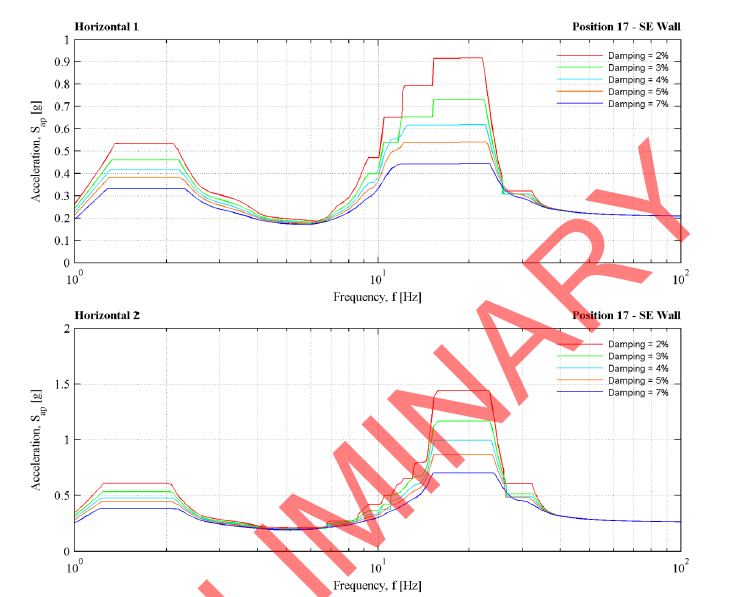 Horizontal 1 Position 17 - SE Wall
1
0.9
0.8
0.7
0.6
0.5
0.4
0.3
0.2
0.1
0
Acceleration, Sap [g]
Damping = 2%
Damping = 3%
Damping = 4%
Damping = 5%
Damping = 7%
10^0 10^1 10^2
Frequency, f [Hz]
Horizontal 2 Position 17 - SE Wall
2
1.5
1
0.5
0
Acceleration, Sap [g]
Damping = 2%
Damping = 3%
Damping = 4%
Damping = 5%
Damping = 7%
10^0 10^1 10^2
Frequency, f [Hz]
LIMINARY